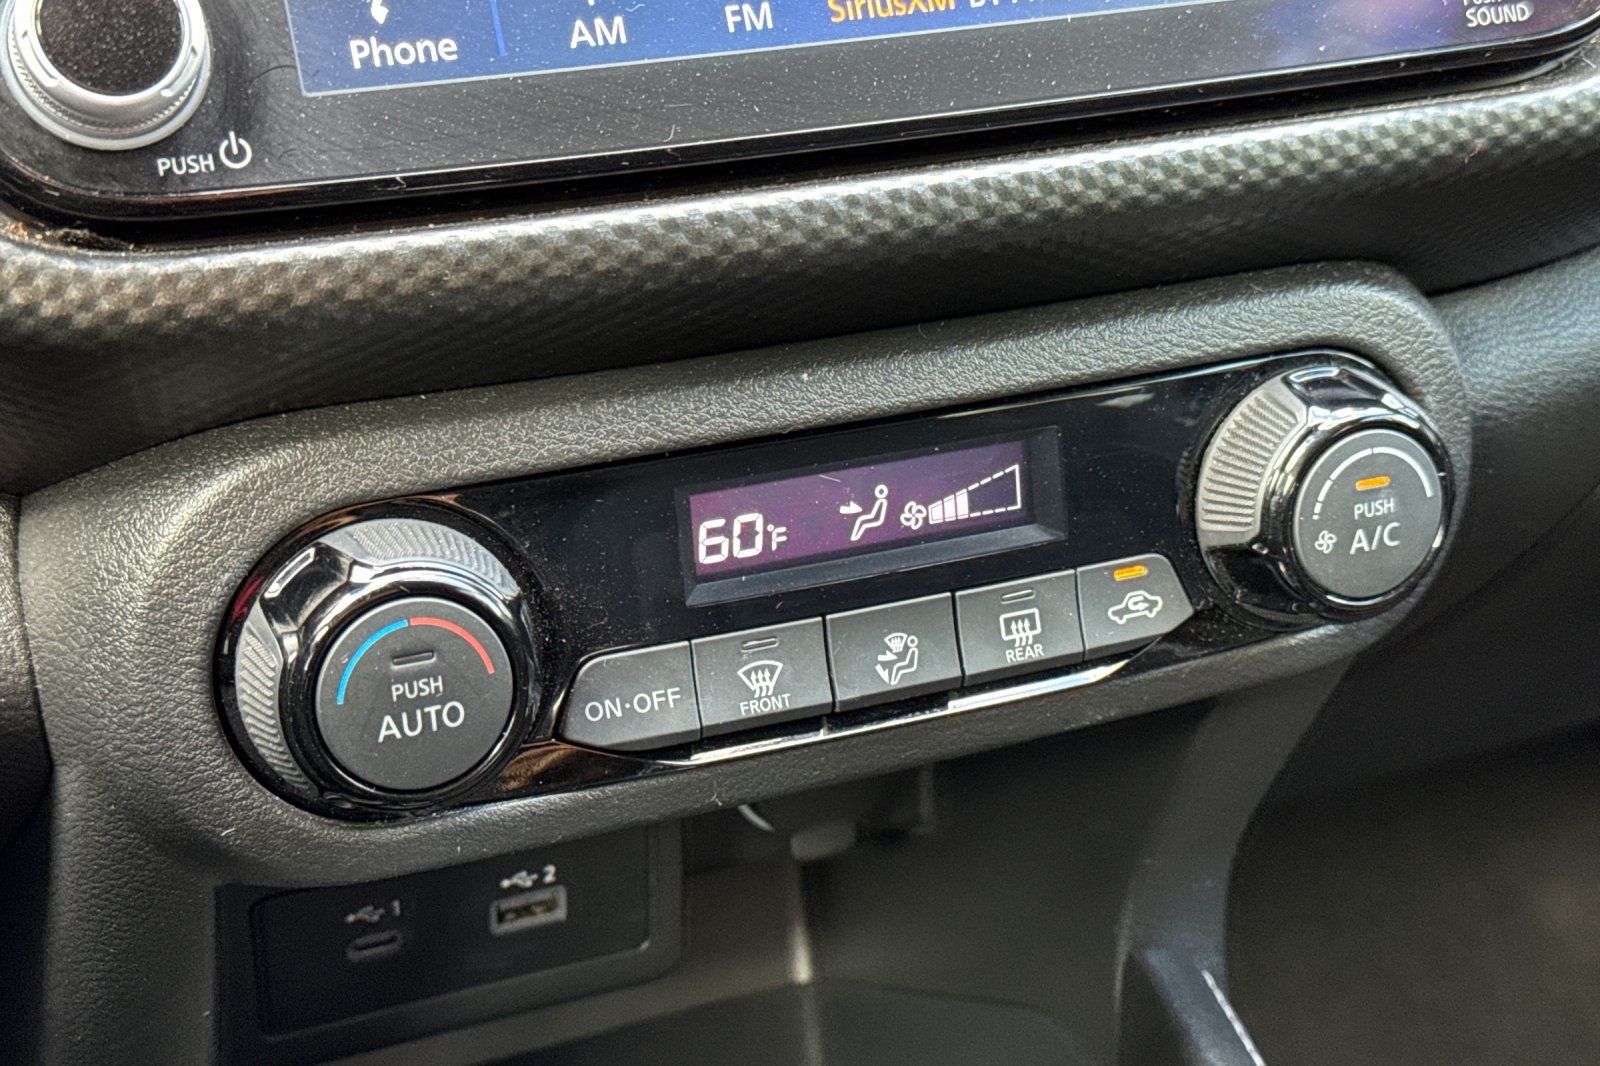 Phone
AM
FM
SiriusXM
SOUND
PUSH
60°F
PUSH
A/C
PUSH
AUTO
ON·OFF
FRONT
REAR
1
2